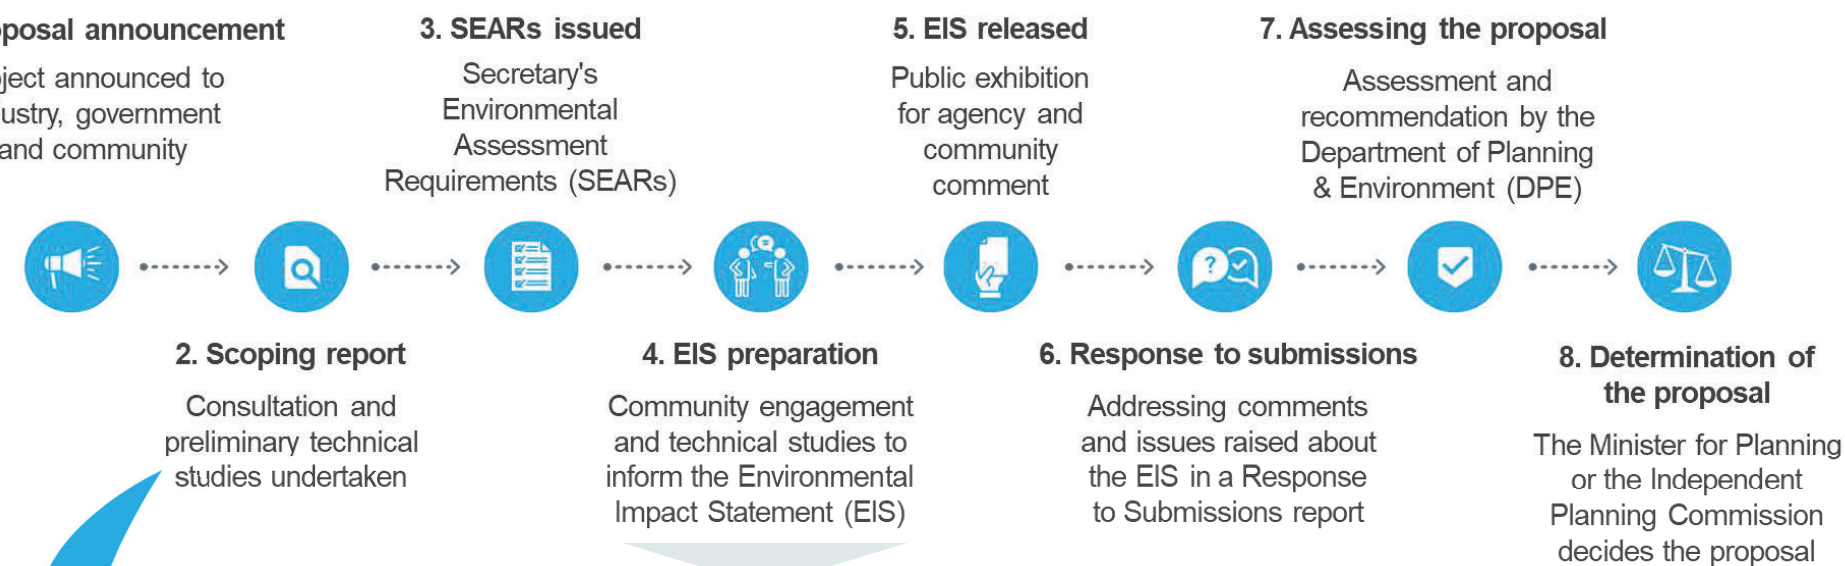 posal announcement
ject announced to
ustry, government
and community
2. Scoping report
Consultation and
preliminary technical
studies undertaken
3. SEARs issued
Secretary's
Environmental
Assessment
Requirements (SEARs)
4. EIS preparation
Community engagement
and technical studies to
inform the Environmental
Impact Statement (EIS)
5. EIS released
Public exhibition
for agency and
community
comment
6. Response to submissions
Addressing comments
and issues raised about
the EIS in a Response
to Submissions report
7. Assessing the proposal
Assessment and
recommendation by the
Department of Planning
& Environment (DPE)
8. Determination of
the proposal
The Minister for Planning
or the Independent
Planning Commission
decides the proposal